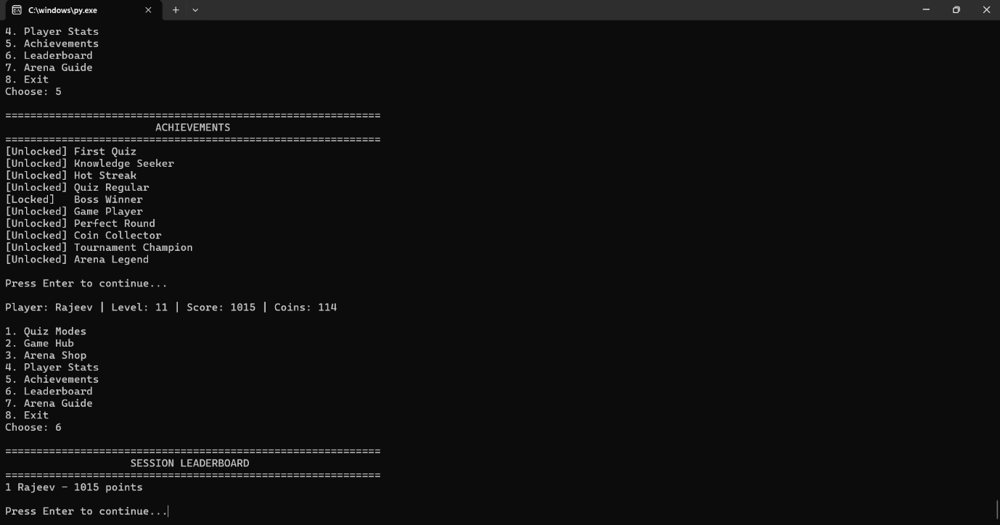 C:\windows\py.exe
4. Player Stats
5. Achievements
6. Leaderboard
7. Arena Guide
8. Exit
Choose: 5
============================================================
ACHIEVEMENTS
============================================================
[Unlocked] First Quiz
[Unlocked] Knowledge Seeker
[Unlocked] Hot Streak
[Unlocked] Quiz Regular
[Locked]   Boss Winner
[Unlocked] Game Player
[Unlocked] Perfect Round
[Unlocked] Coin Collector
[Unlocked] Tournament Champion
[Unlocked] Arena Legend
Press Enter to continue...
Player: Rajeev | Level: 11 | Score: 1015 | Coins: 114
1. Quiz Modes
2. Game Hub
3. Arena Shop
4. Player Stats
5. Achievements
6. Leaderboard
7. Arena Guide
8. Exit
Choose: 6
============================================================
SESSION LEADERBOARD
============================================================
1 Rajeev - 1015 points
Press Enter to continue...